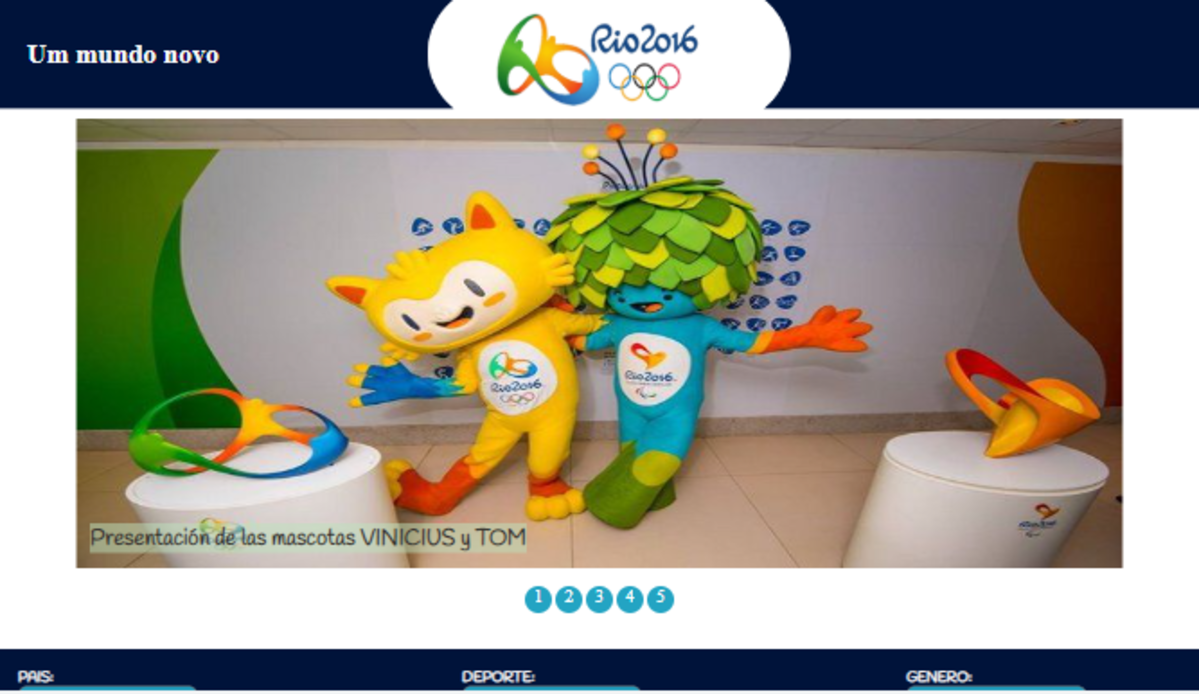 Um mundo novo
Rio2016
Rio2016
Rio2016
Presentación de las mascotas VINICIUS y TOM
1 2 3 4 5
PAIS:
DEPORTE:
GENERO: